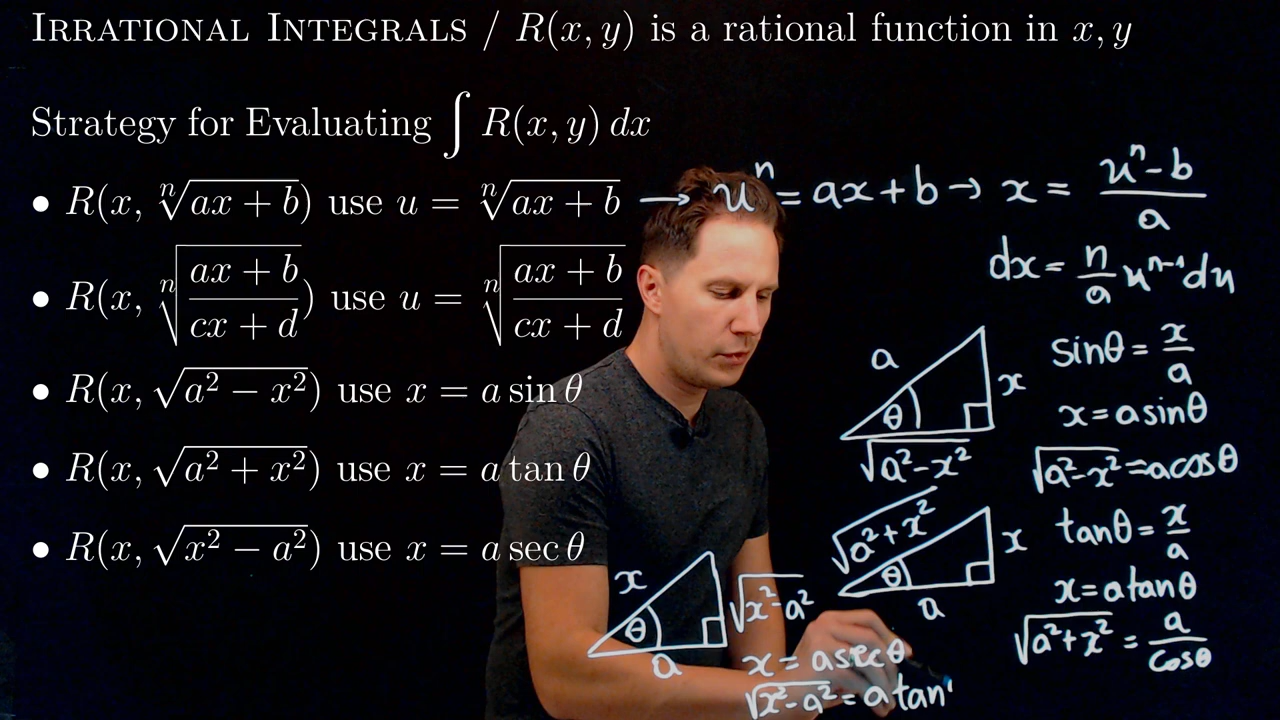 IRRATIONAL INTEGRALS / R(x, y) is a rational function in x, y
Strategy for Evaluating ∫ R(x, y) dx
• R(x, ⁿ√(ax + b)) use u = ⁿ√(ax + b) → uⁿ = ax + b → x = (uⁿ - b)/a
dx = n/a uⁿ⁻¹ du
• R(x, ⁿ√((ax + b)/(cx + d))) use u = ⁿ√((ax + b)/(cx + d))
• R(x, √(a² − x²)) use x = a sin θ
• R(x, √(a² + x²)) use x = a tan θ
• R(x, √(x² − a²)) use x = a sec θ
a
θ
x
√(a² - x²)
sinθ = x/a
x = a sinθ
√(a² - x²) = a cosθ
√(a² + x²)
θ
x
a
tanθ = x/a
x = a tanθ
√(a² + x²) = a/cosθ
x
θ
√(x² - a²)
a
x = a secθ
√(x² - a²) = a tan